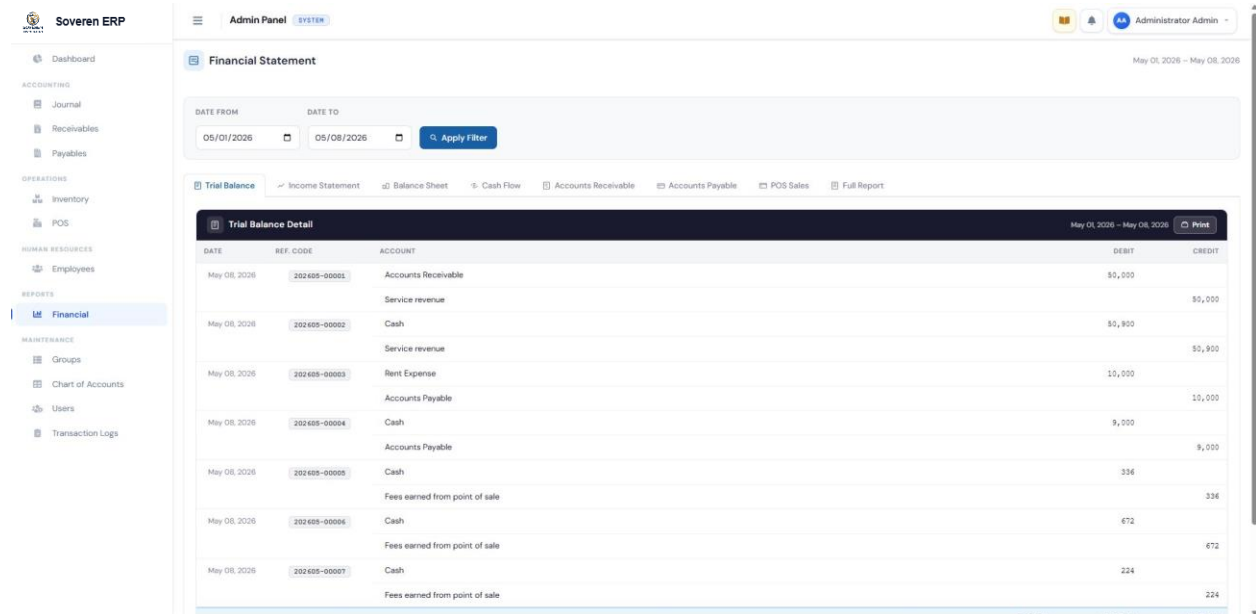 Soveren ERP
Admin Panel SYSTEM
AA Administrator Admin
Dashboard
ACCOUNTING
Journal
Receivables
Payables
OPERATIONS
Inventory
POS
HUMAN RESOURCES
Employees
REPORTS
Financial
MAINTENANCE
Groups
Chart of Accounts
Users
Transaction Logs
Financial Statement
May 01, 2026 – May 08, 2026
DATE FROM DATE TO
05/01/2026 05/08/2026 Apply Filter
Trial Balance Income Statement Balance Sheet Cash Flow Accounts Receivable Accounts Payable POS Sales Full Report
Trial Balance Detail May 01, 2026 – May 08, 2026 Print
DATE REF. CODE ACCOUNT DEBIT CREDIT
May 08, 2026 202605-00001 Accounts Receivable 50,000
Service revenue 50,000
May 08, 2026 202605-00002 Cash 50,900
Service revenue 50,900
May 08, 2026 202605-00003 Rent Expense 10,000
Accounts Payable 10,000
May 08, 2026 202605-00004 Cash 9,000
Accounts Payable 9,000
May 08, 2026 202605-00005 Cash 336
Fees earned from point of sale 336
May 08, 2026 202605-00006 Cash 672
Fees earned from point of sale 672
May 08, 2026 202605-00007 Cash 224
Fees earned from point of sale 224